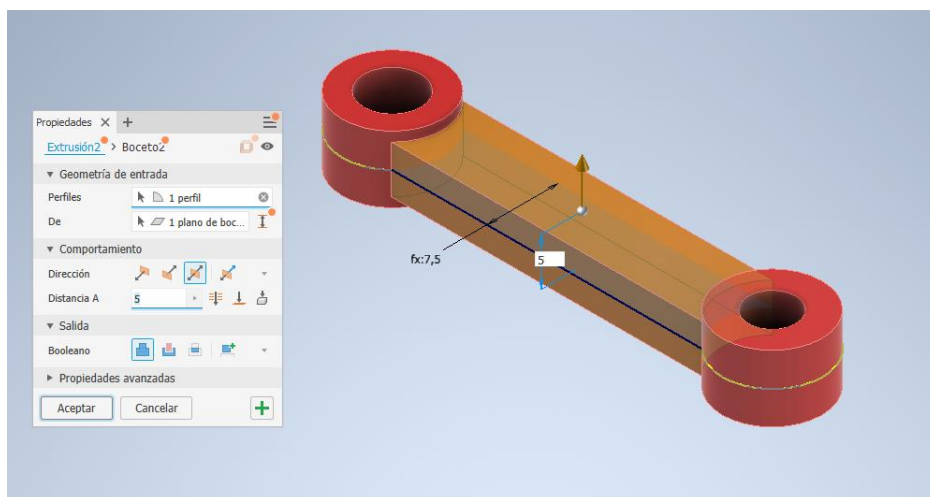 Propiedades × +
Extrusión2 > Boceto2
Geometría de entrada
Perfiles 1 perfil
De 1 plano de boc...
Comportamiento
Dirección
Distancia A 5
Salida
Booleano
Propiedades avanzadas
Aceptar Cancelar
fx:7,5
5